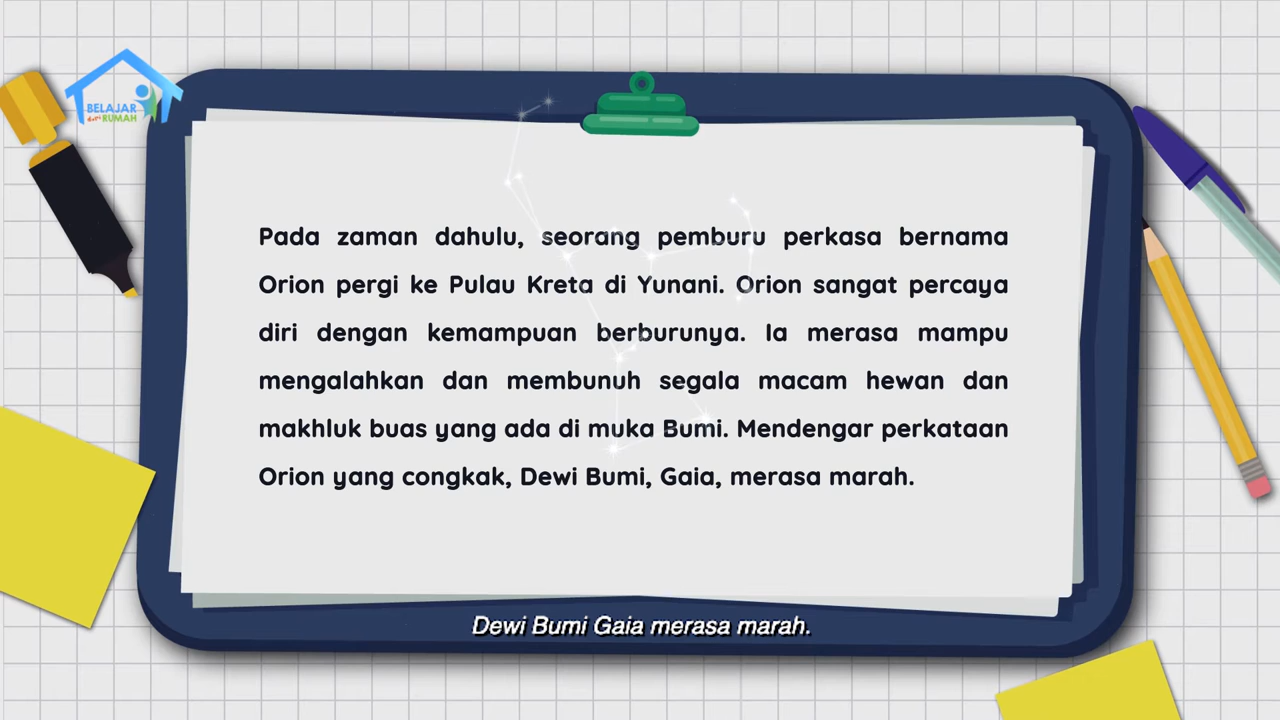 BELAJAR
dari RUMAH
Pada zaman dahulu, seorang pemburu perkasa bernama
Orion pergi ke Pulau Kreta di Yunani. Orion sangat percaya
diri dengan kemampuan berburunya. Ia merasa mampu
mengalahkan dan membunuh segala macam hewan dan
makhluk buas yang ada di muka Bumi. Mendengar perkataan
Orion yang congkak, Dewi Bumi, Gaia, merasa marah.
Dewi Bumi Gaia merasa marah.